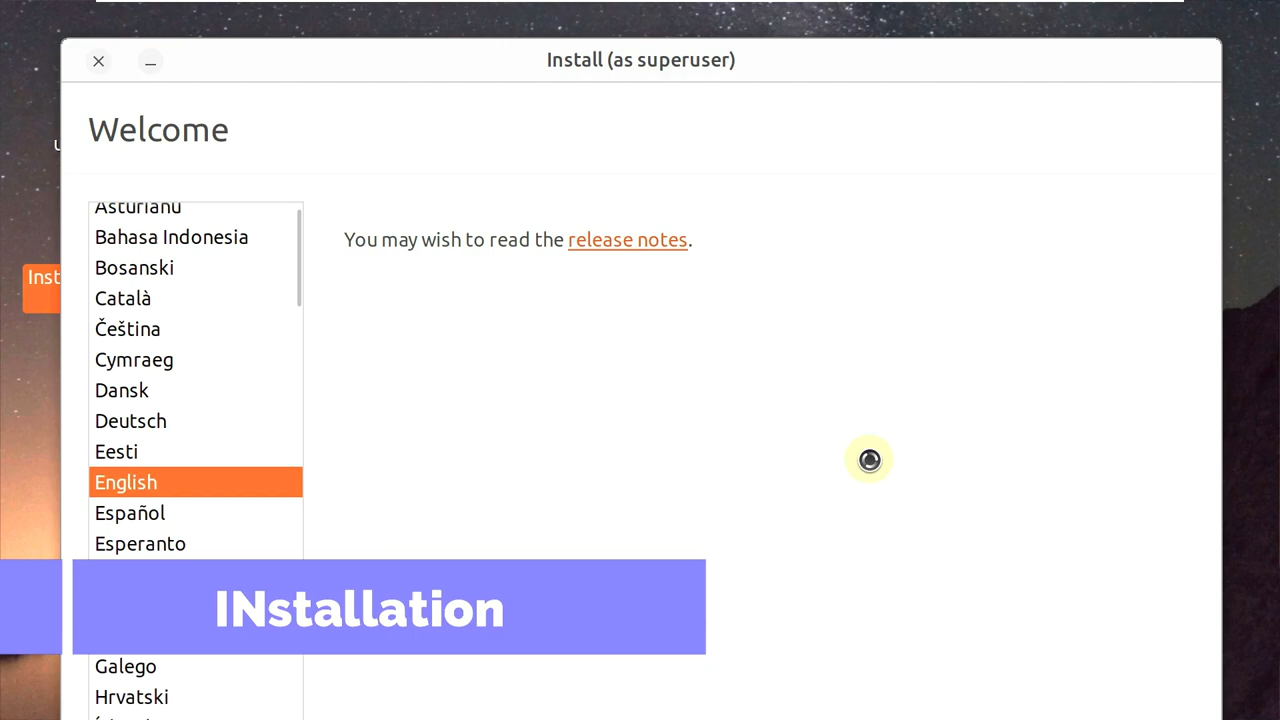 Install (as superuser)
Welcome
Asturianu
Bahasa Indonesia
Bosanski
Català
Čeština
Cymraeg
Dansk
Deutsch
Eesti
English
Español
Esperanto
Galego
Hrvatski
You may wish to read the release notes.
Inst
INstallation